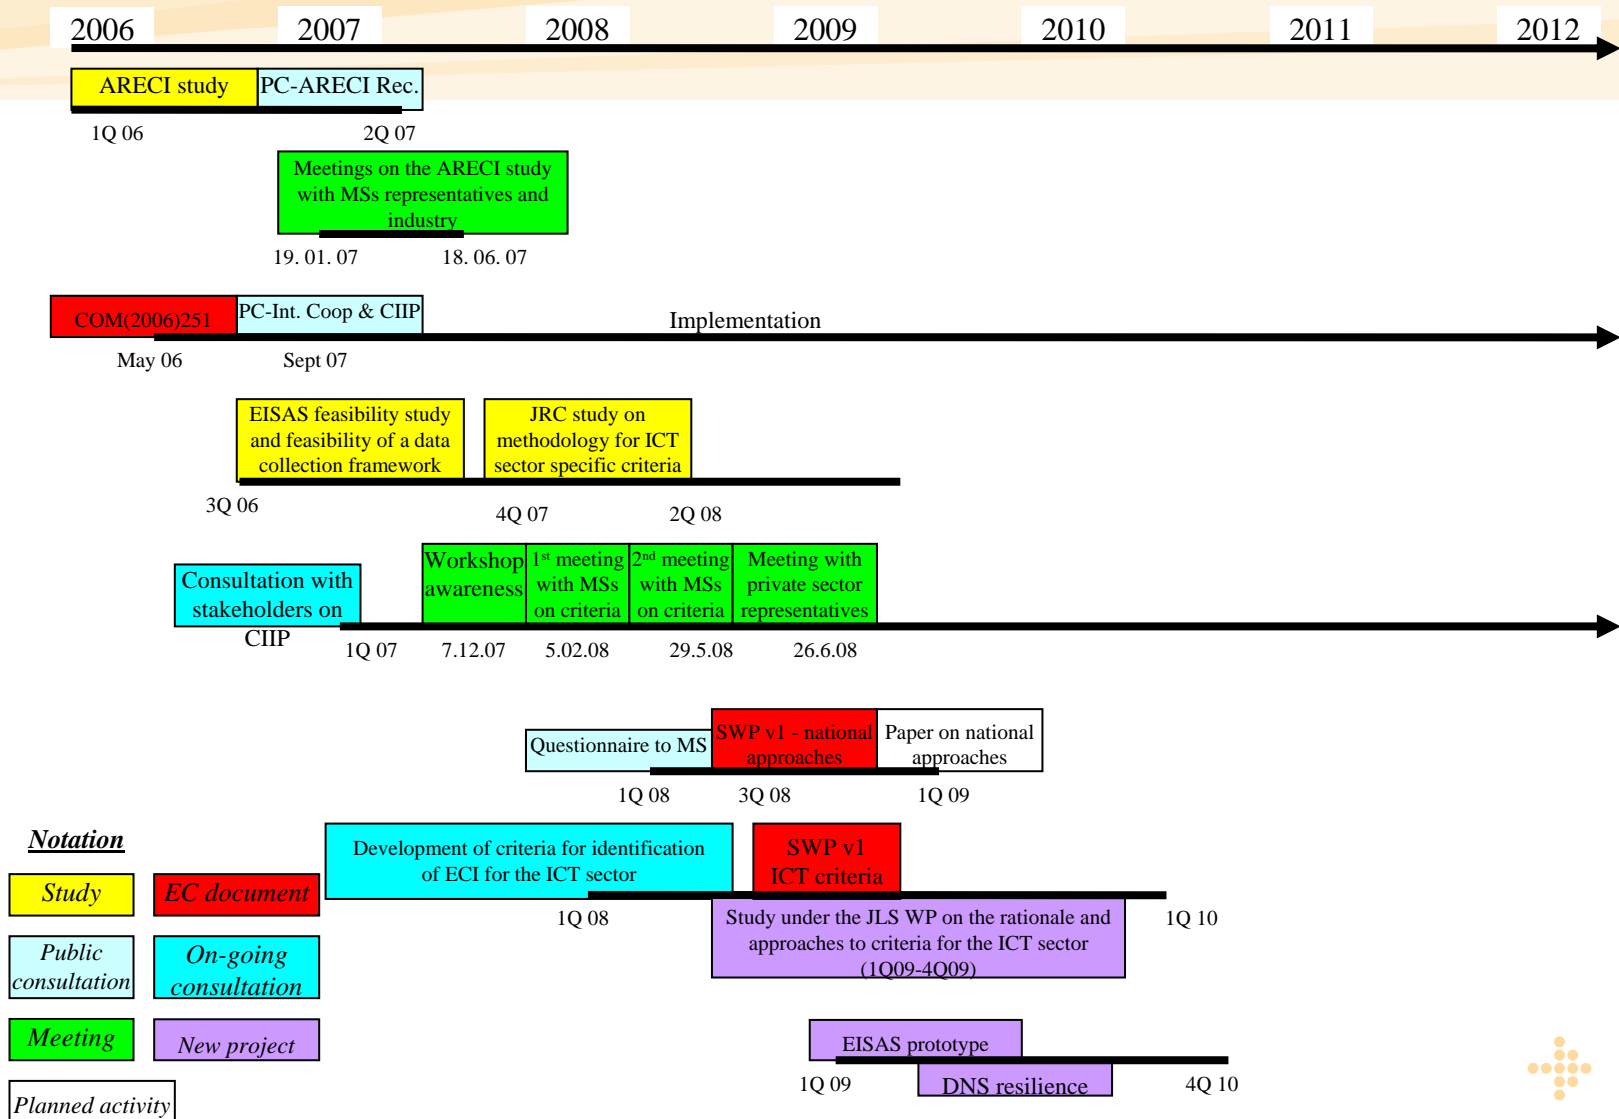 2006 2007 2008 2009 2010 2011 2012
ARECI study
PC-ARECI Rec.
1Q 06
2Q 07
Meetings on the ARECI study
with MSs representatives and
industry
19. 01. 07
18. 06. 07
COM(2006)251
PC-Int. Coop & CIIP
Implementation
May 06
Sept 07
EISAS feasibility study
and feasibility of a data
collection framework
JRC study on
methodology for ICT
sector specific criteria
3Q 06
4Q 07
2Q 08
Consultation with
stakeholders on
CIIP
Workshop
awareness
1st meeting
with MSs
on criteria
2nd meeting
with MSs
on criteria
Meeting with
private sector
representatives
1Q 07
7.12.07
5.02.08
29.5.08
26.6.08
Questionnaire to MS
SWP v1 - national
approaches
Paper on national
approaches
1Q 08
3Q 08
1Q 09
Development of criteria for identification
of ECI for the ICT sector
SWP v1
ICT criteria
1Q 08
1Q 10
Study under the JLS WP on the rationale and
approaches to criteria for the ICT sector
(1Q09-4Q09)
EISAS prototype
1Q 09
DNS resilience
4Q 10
Notation
Study
EC document
Public
consultation
On-going
consultation
Meeting
New project
Planned activity